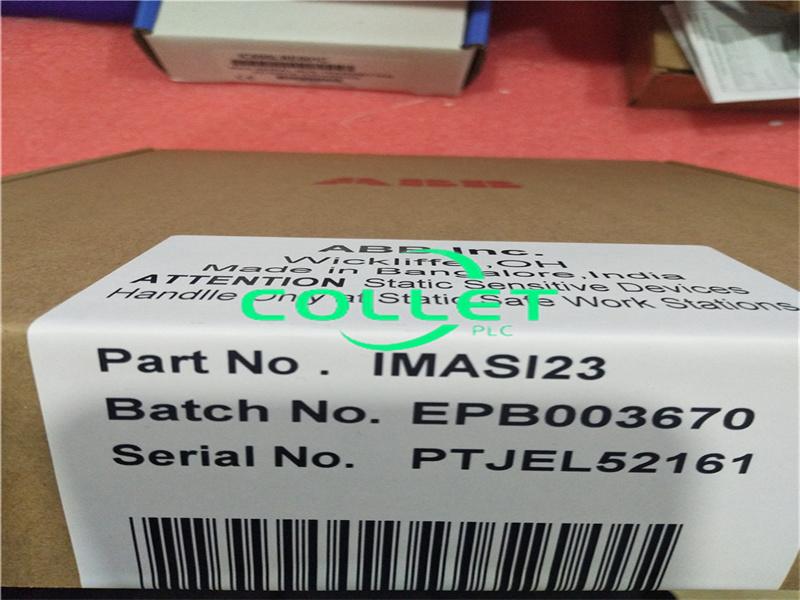 ABB
ABB Inc.
Wickliffe, OH
Made in Bangalore, India
ATTENTION Static Sensitive Devices
Handlle Only at Static Safe Work Stations
COLLET
PLC
Part No . IMASI23
Batch No. EPB003670
Serial No. PTJEL52161